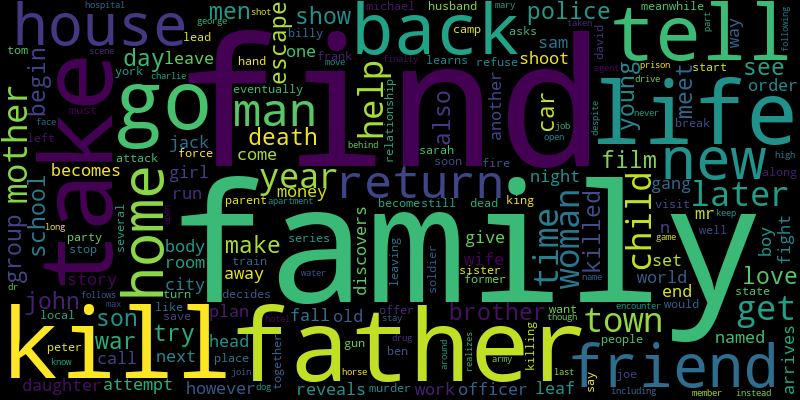 hospital
george
shot
michael
husband
mary
meanwhile
part
following
house
men
show
back
police
tell
tom
lead
billy
camp
asks
sam
david
taken
way
begin
day
leave
escape
one
frank
learns
refuse
shoot
agent
prison
drive
young
meet
see
start
order
york
hand
finally
move
charlie
eventually
scene
take
find
go
man
help
relationship
also
another
car
job
open
despite
life
never
break
must
face
left
mother
jack
death
behind
sarah
soon
fire
new
high
along
attack
force
come
film
becomes
girl
year
return
night
gang
visit
later
school
home
run
money
family
parent
apartment
becomes
till
dead
king
child
mr
keep
group
long
party
stop
several
body
room
make
series
discovers
give
time
woman
killed
n
game
well
boy
fight
story
city
away
train
leaving
soldier
wife
sister
former
set
world
name
love
state
dr
follows
max
turn
decides
water
end
would
john
local
like
save
plan
fall
old
offer
stay
brother
want
though
encounter
get
kill
son
father
town
named
arrives
war
try
hotel
drug
peter
call
next
place
head
gun
ben
around
realizes
army
killing
people
friend
know
join
together
horse
last
say
joe
daughter
attempt
however
dog
reveals
murder
work
officer
leaf
including
member
instead